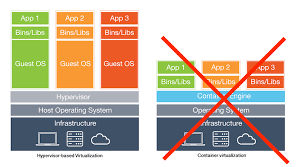 App 1 App 2 App 3
Bins/Libs Bins/Libs Bins/Libs
Guest OS Guest OS Guest OS
Hypervisor
Host Operating System
Infrastructure
Hypervisor-based Virtualization
App 1 App 2 App 3
Bins/Libs Bins/Libs Bins/Libs
Container Engine
Operating System
Infrastructure
Container virtualization